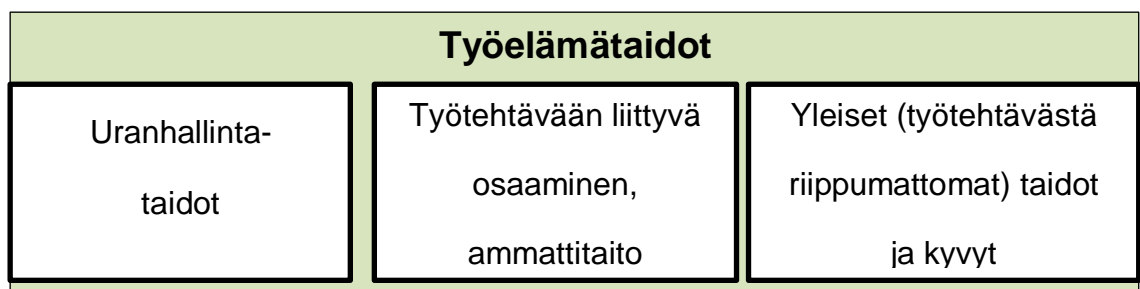 Työelämätaidot
Uranhallinta-
taidot
Työtehtävään liittyvä
osaaminen,
ammattitaito
Yleiset (työtehtävästä
riippumattomat) taidot
ja kyvyt